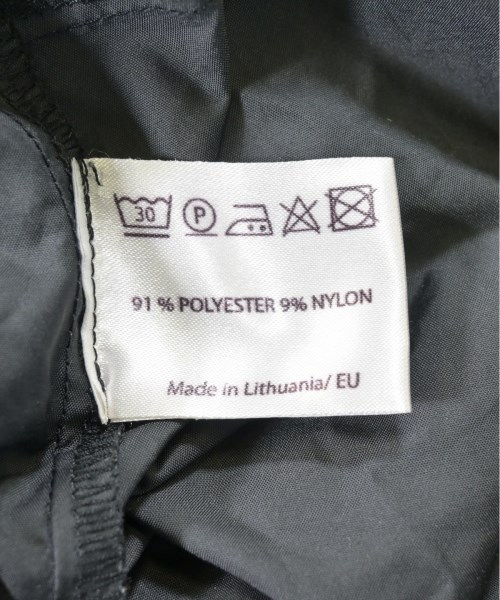 30 P
91 % POLYESTER 9% NYLON
Made in Lithuania/ EU